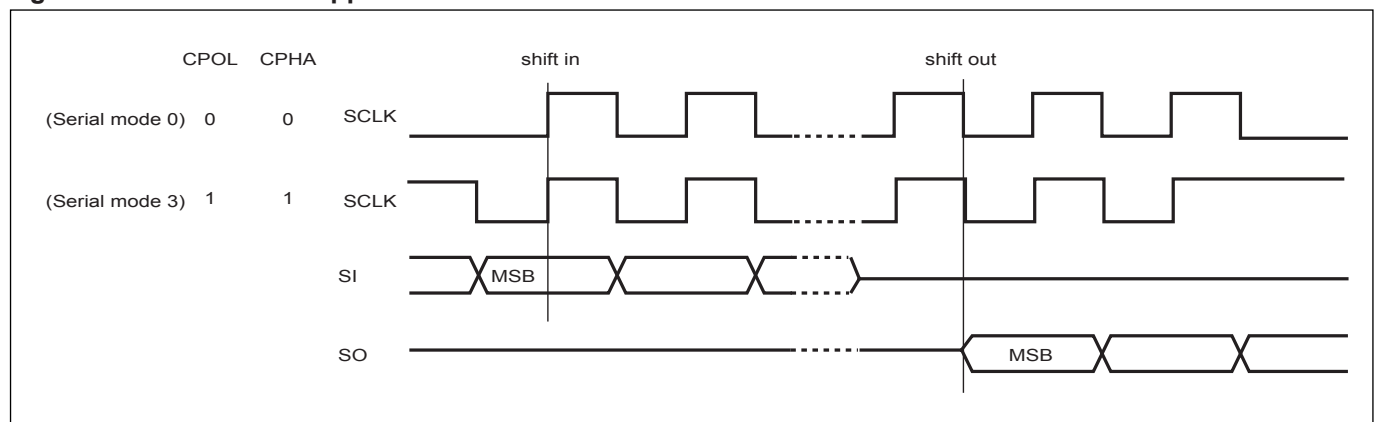 CPOL CPHA shift in shift out
(Serial mode 0) 0 0 SCLK
(Serial mode 3) 1 1 SCLK
SI MSB
SO MSB